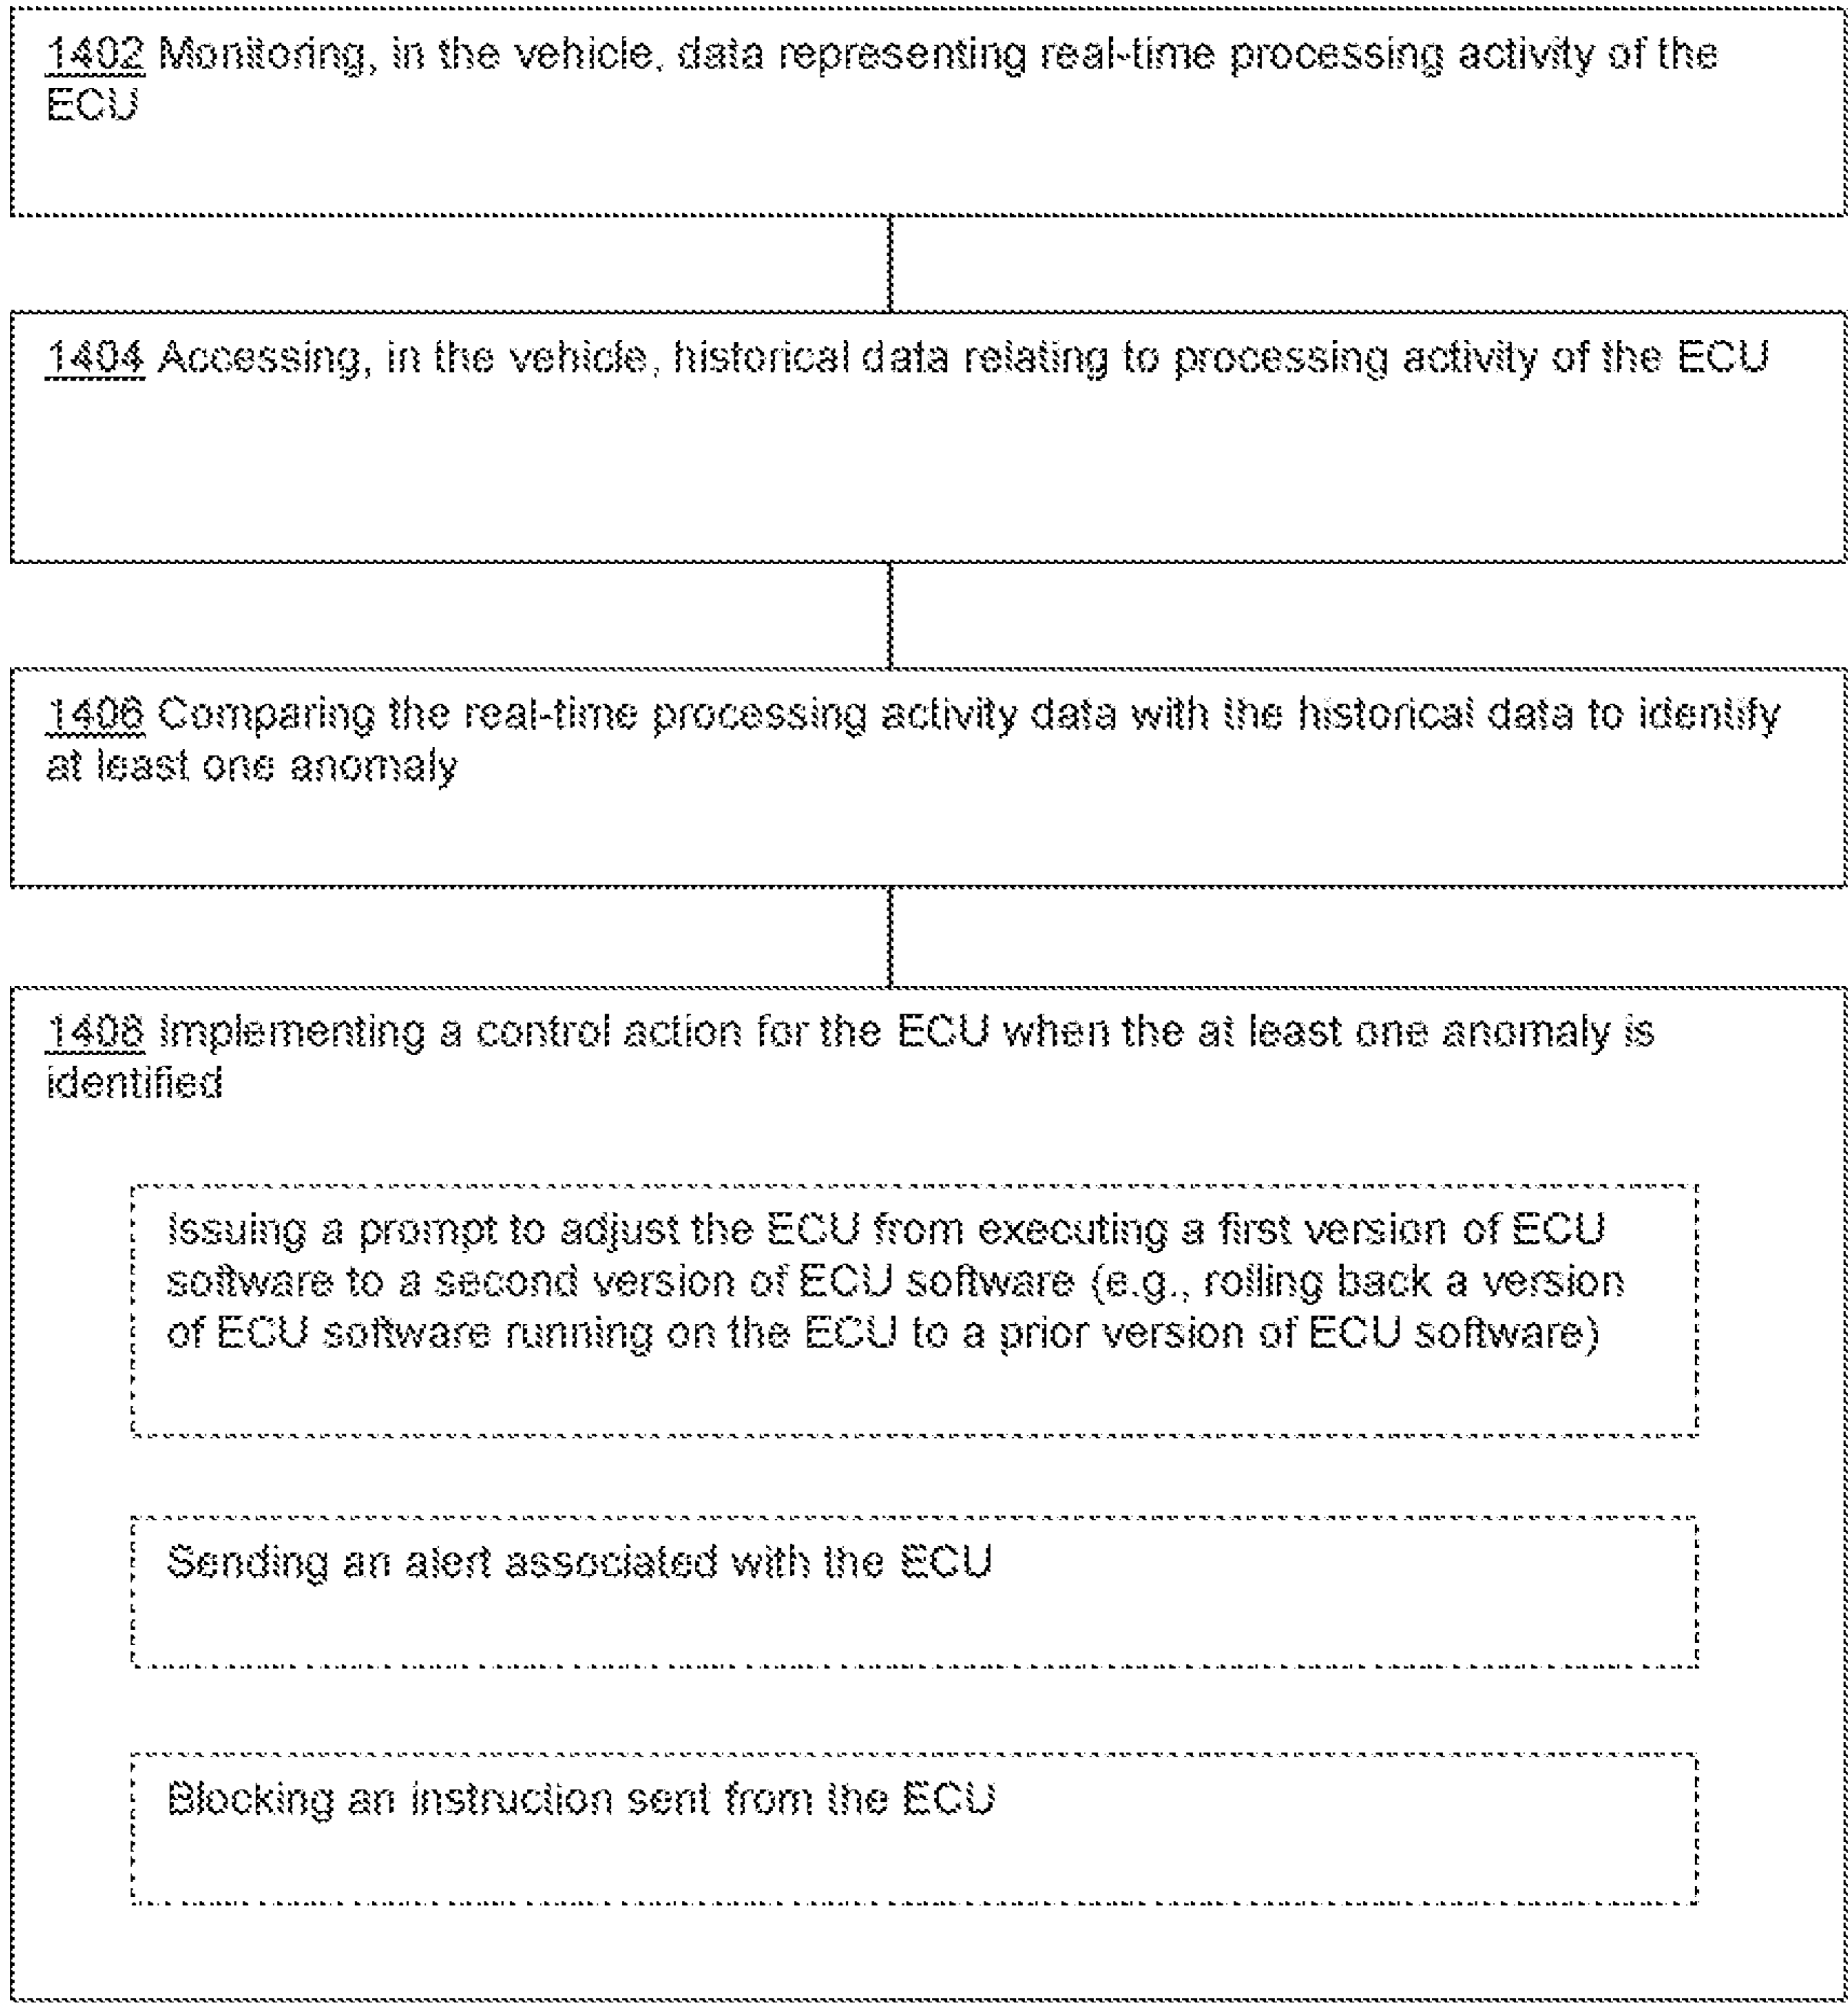 1402 Monitoring, in the vehicle, data representing real-time processing activity of the
ECU
1404 Accessing, in the vehicle, historical data relating to processing activity of the ECU
1406 Comparing the real-time processing activity data with the historical data to identify
at least one anomaly
1408 Implementing a control action for the ECU when the at least one anomaly is
identified
Issuing a prompt to adjust the ECU from executing a first version of ECU
software to a second version of ECU software (e.g., rolling back a version
of ECU software running on the ECU to a prior version of ECU software)
Sending an alert associated with the ECU
Blocking an instruction sent from the ECU